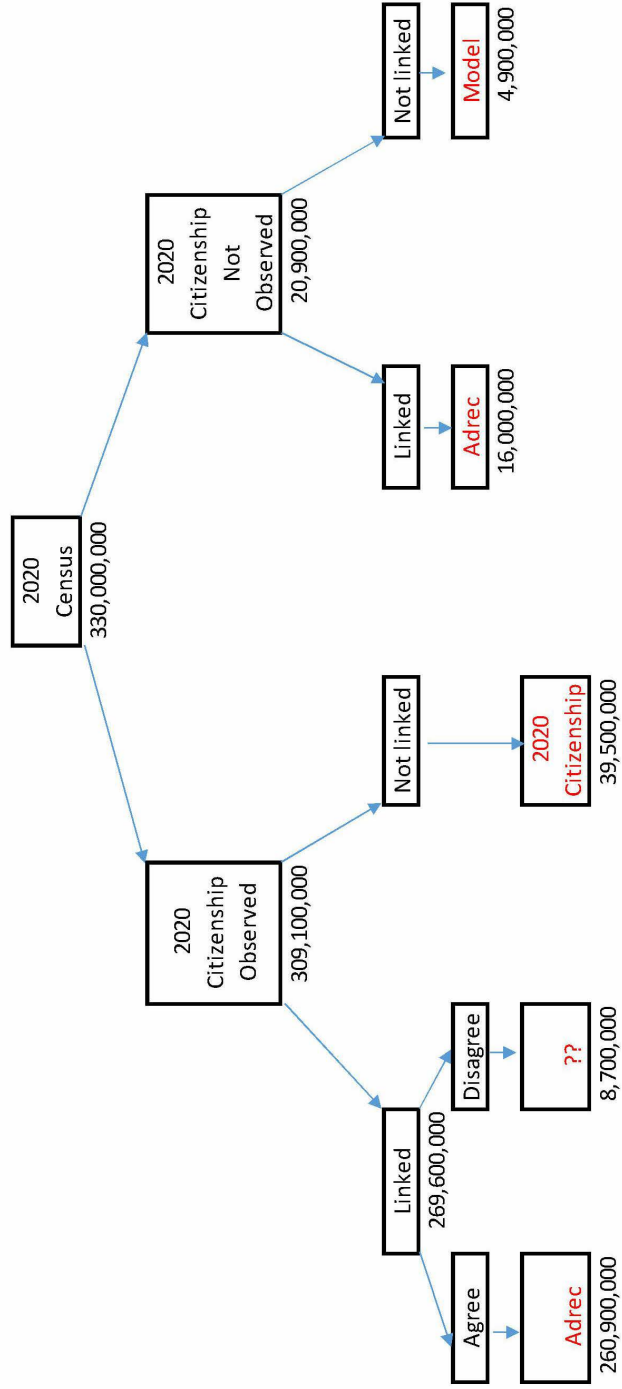 2020
Census
330,000,000
2020
Citizenship
Observed
309,100,000
2020
Citizenship
Not
Observed
20,900,000
Linked
269,600,000
Not linked
Linked
Not linked
Agree
Disagree
Adrec
16,000,000
Model
4,900,000
Adrec
260,900,000
??
8,700,000
2020
Citizenship
39,500,000